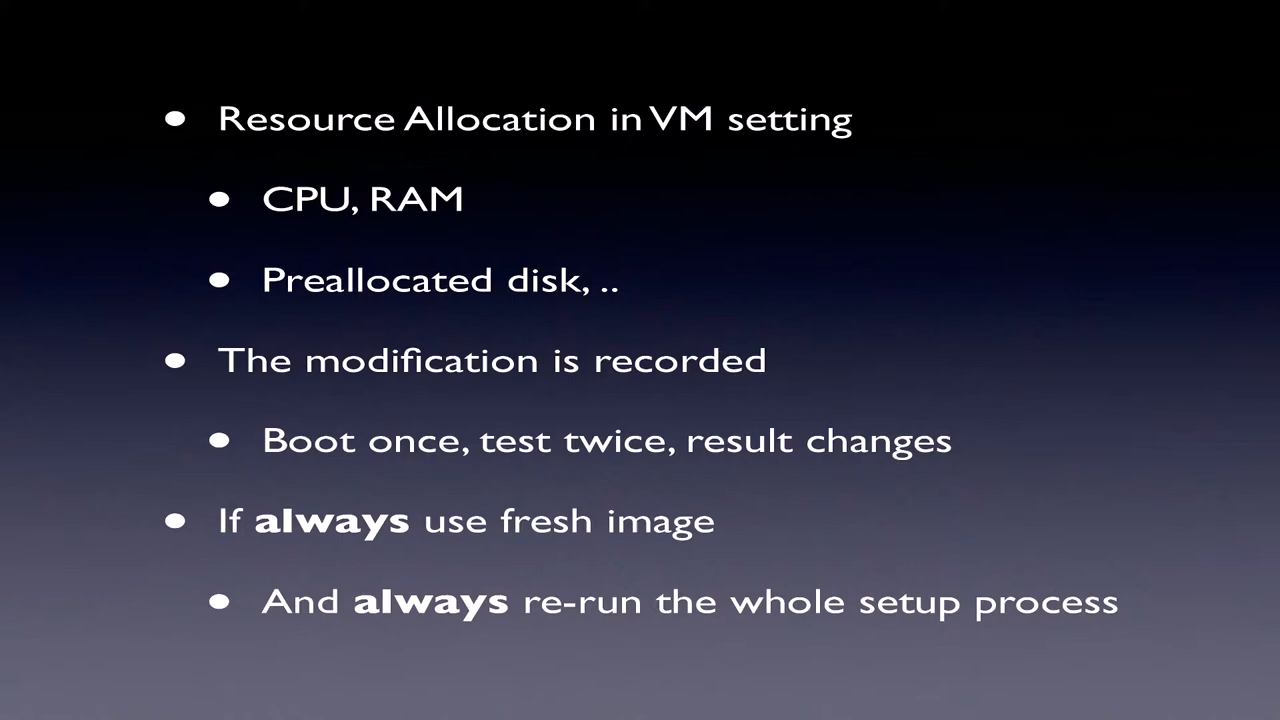 Resource Allocation in VM setting
CPU, RAM
Preallocated disk, ..
The modification is recorded
Boot once, test twice, result changes
If always use fresh image
And always re-run the whole setup process